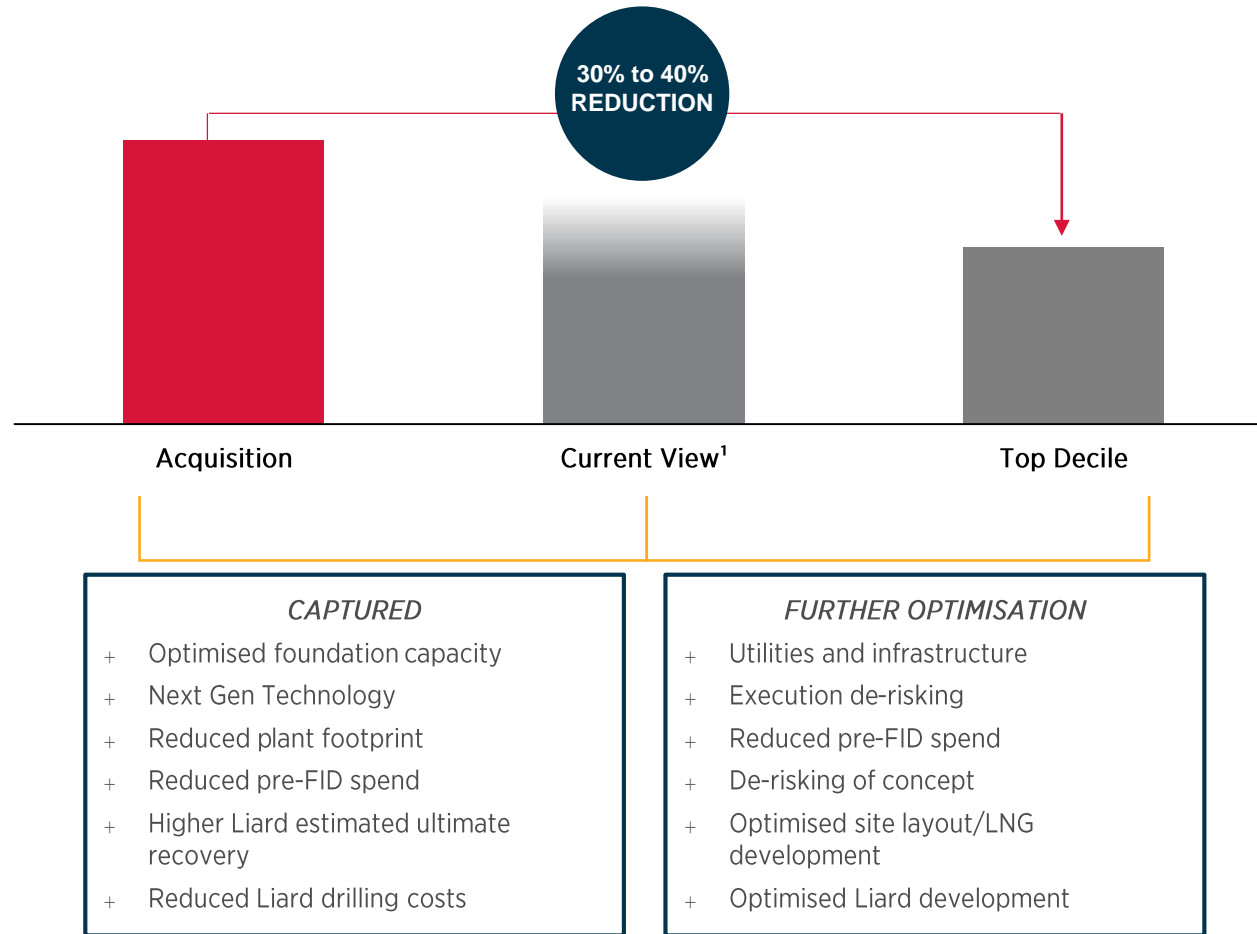 30% to 40%
REDUCTION
Acquisition
Current View¹
Top Decile
CAPTURED
+ Optimised foundation capacity
+ Next Gen Technology
+ Reduced plant footprint
+ Reduced pre-FID spend
+ Higher Liard estimated ultimate
recovery
+ Reduced Liard drilling costs
FURTHER OPTIMISATION
+ Utilities and infrastructure
+ Execution de-risking
+ Reduced pre-FID spend
+ De-risking of concept
+ Optimised site layout/LNG
development
+ Optimised Liard development